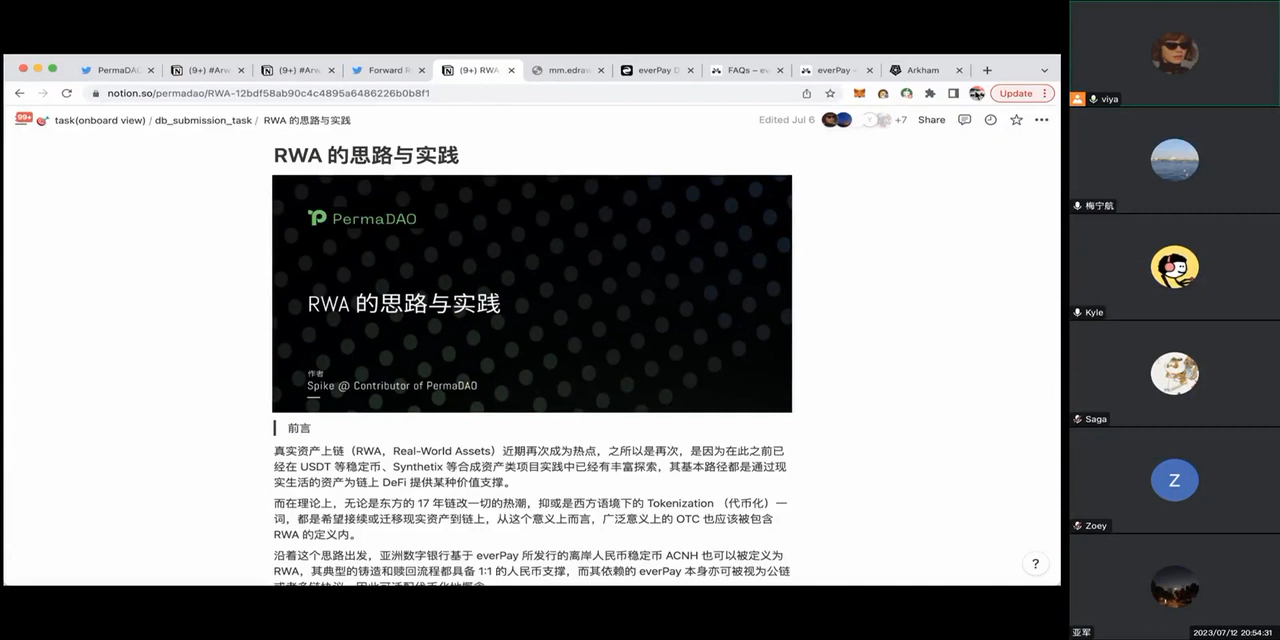 PermaDAO
(9+) #Arw
(9+) #Arw
Forward R
(9+) RWA
mm.edraw
everPay D
FAQs – ev
everPay -
Arkham
notion.so/permadao/RWA-12bdf58ab90c4c4895a6486226b0b8f1
Update
99+
task(onboard view) / db_submission_task / RWA 的思路与实践
Edited Jul 6
+7
Share
RWA 的思路与实践
PermaDAO
RWA 的思路与实践
作者
Spike @ Contributor of PermaDAO
前言
真实资产上链（RWA，Real-World Assets）近期再次成为热点，之所以是再次，是因为在此之前已
经在 USDT 等稳定币、Synthetix 等合成资产类项目实践中已经有丰富探索，其基本路径都是通过现
实生活的资产为链上 DeFi 提供某种价值支撑。
而在理论上，无论是东方的 17 年链改一切的热潮，抑或是西方语境下的 Tokenization （代币化）一
词，都是希望接续或迁移现实资产到链上，从这个意义上而言，广泛意义上的 OTC 也应该被包含
RWA 的定义内。
沿着这个思路出发，亚洲数字银行基于 everPay 所发行的离岸人民币稳定币 ACNH 也可以被定义为
RWA，其典型的铸造和赎回流程都具备 1:1 的人民币支撑，而其依赖的 everPay 本身亦可被视为公链
?
viya
梅宁航
Kyle
Saga
Z
Zoey
亚军
2023/07/12 20:54:31